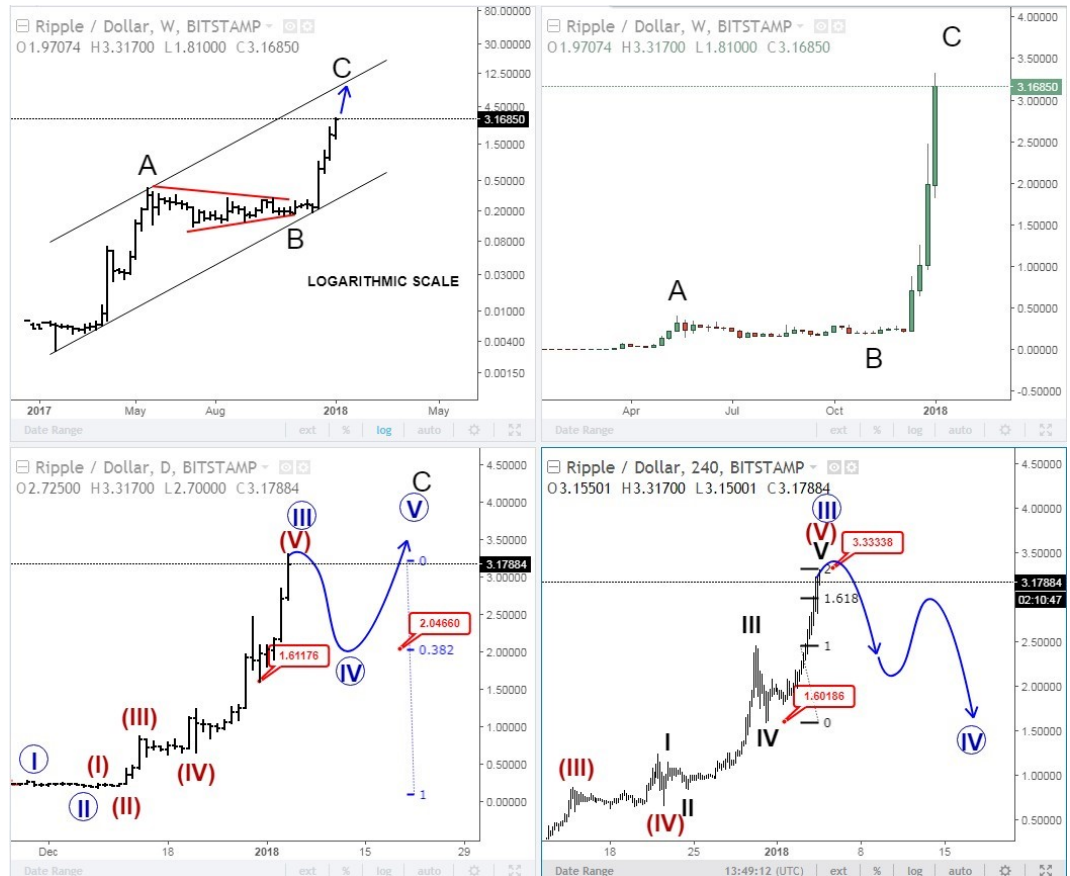 Ripple / Dollar, W, BITSTAMP
O1.97074 H3.31700 L1.81000 C3.16850
80.00000
30.00000
12.50000
4.50000
3.16850
1.50000
0.50000
0.20000
0.08000
0.03000
0.01000
0.00400
0.00150
C
A
B
LOGARITHMIC SCALE
2017 May Aug 2018 May
Date Range ext % log auto
Ripple / Dollar, W, BITSTAMP
O1.97074 H3.31700 L1.81000 C3.16850
4.00000
3.50000
3.16850
3.00000
2.00000
1.00000
0.50000
0.00000
-0.50000
C
A
B
Apr Jul Oct 2018
Date Range ext % log auto
Ripple / Dollar, D, BITSTAMP
O2.72500 H3.31700 L2.70000 C3.17884
4.50000
4.00000
3.50000
3.17884
3.00000
2.50000
2.00000
1.50000
1.00000
0.50000
0.00000
C
V
III
(V)
0
2.04660
0.382
1.61176
IV
(III)
(IV)
I
(I)
II
(II)
1
Dec 18 2018 15 29
Date Range ext % log auto
Ripple / Dollar, 240, BITSTAMP
O3.15501 H3.31700 L3.15001 C3.17884
4.50000
4.00000
3.50000
3.17884
02:10:47
2.50000
2.00000
1.50000
1.00000
0.50000
III
(V)
V
3.33338
2
1.618
III
1
1.60186
0
IV
IV
I
(III)
II
(IV)
18 25 2018 8 15
Date Range 13:49:12 (UTC) ext % log auto